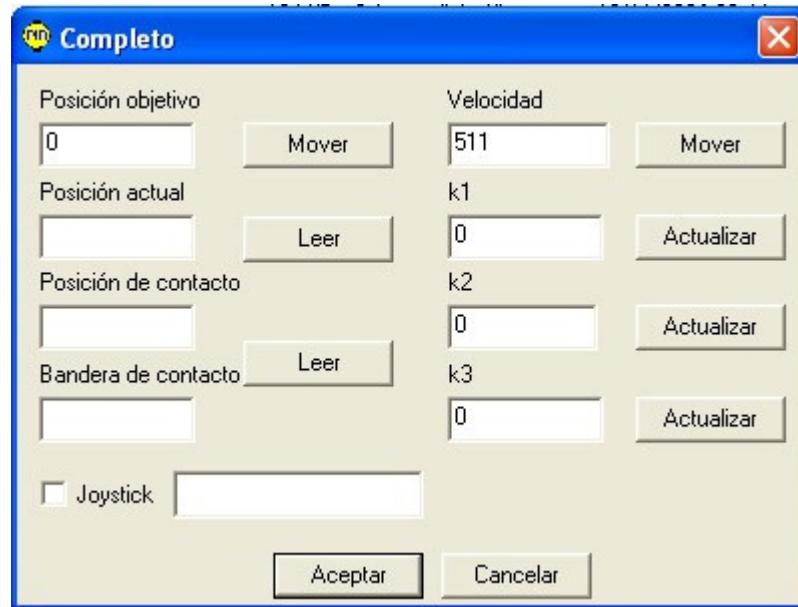 Completo
Posición objetivo
0
Mover
Posición actual
Leer
Posición de contacto
Leer
Bandera de contacto
Velocidad
511
Mover
k1
0
Actualizar
k2
0
Actualizar
k3
0
Actualizar
Joystick
Aceptar
Cancelar